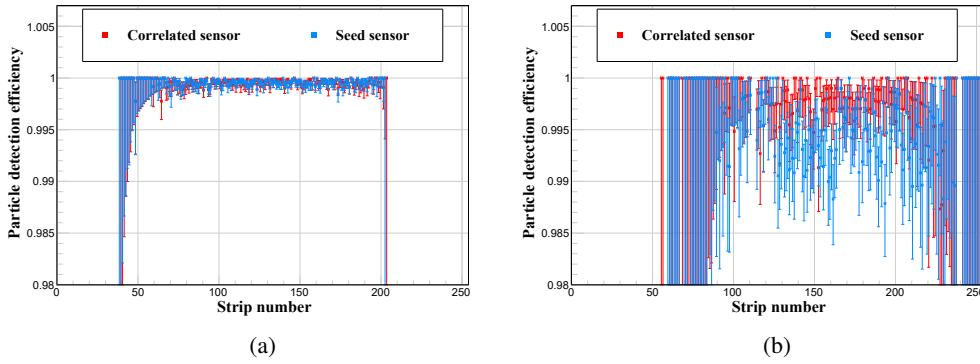 Particle detection efficiency
1.005
1
0.995
0.99
0.985
0.98
Correlated sensor
Seed sensor
0 50 100 150 200 250
Strip number
(a)
Particle detection efficiency
1.005
1
0.995
0.99
0.985
0.98
Correlated sensor
Seed sensor
0 50 100 150 200 250
Strip number
(b)